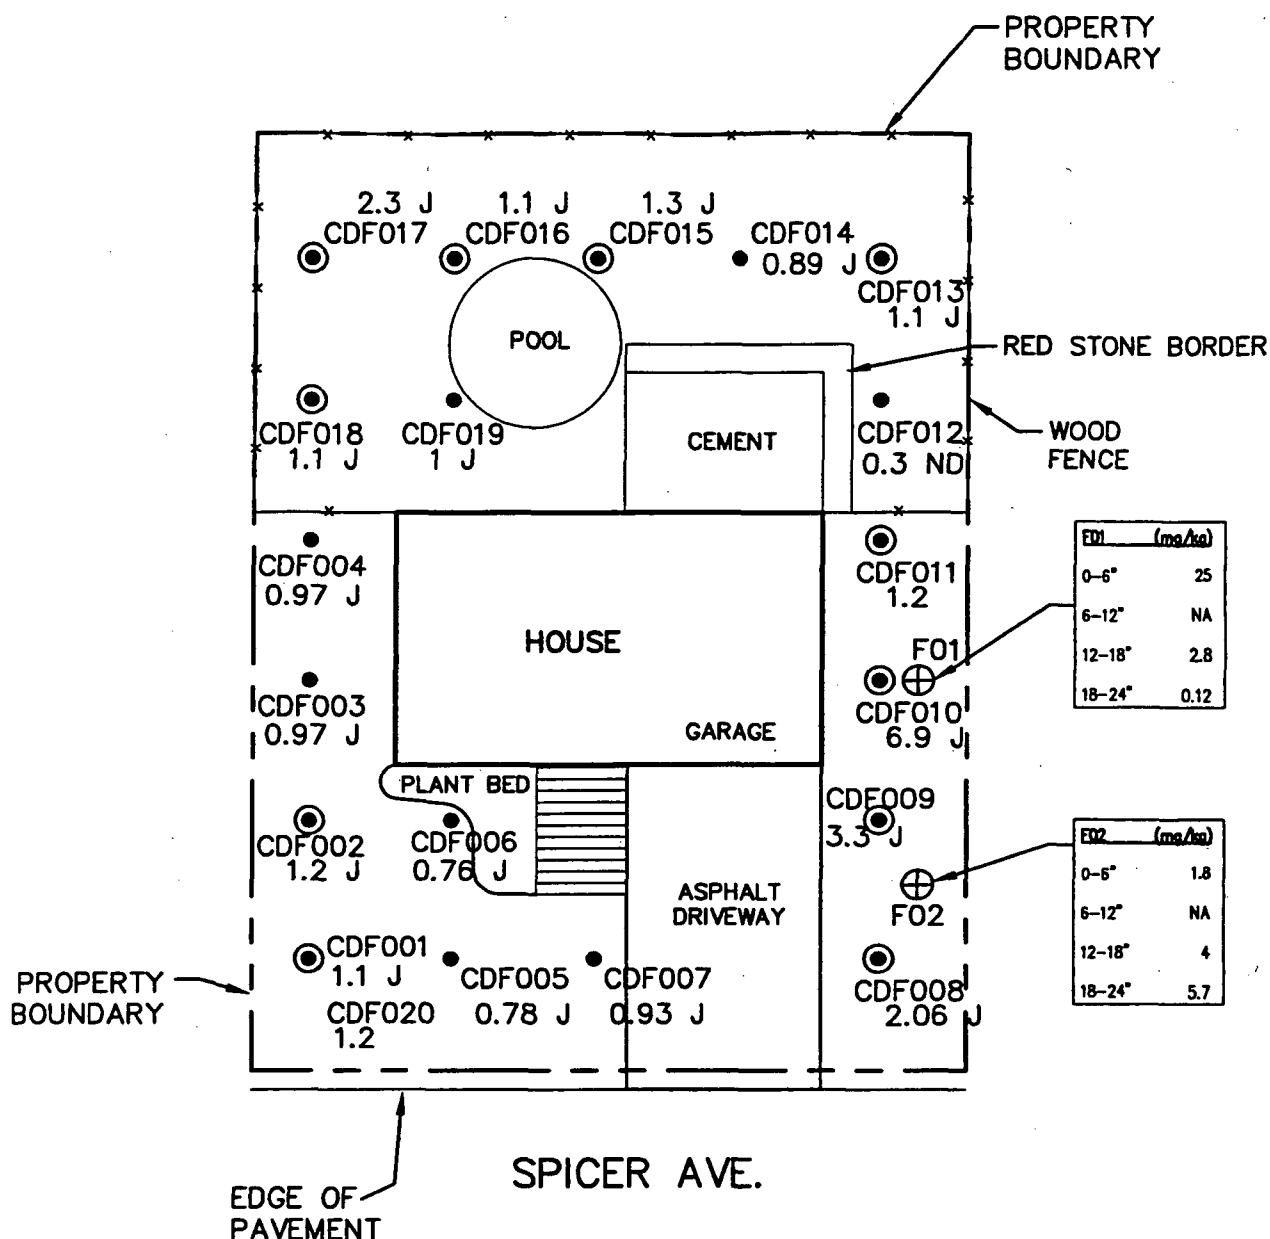 PROPERTY
BOUNDARY
2.3 J
CDF017
1.1 J
CDF016
1.3 J
CDF015
CDF014
0.89 J
CDF013
1.1 J
POOL
RED STONE BORDER
CDF018
1.1 J
CDF019
1 J
CEMENT
CDF012
0.3 ND
WOOD
FENCE
CDF004
0.97 J
CDF011
1.2
HOUSE
F01
CDF003
0.97 J
GARAGE
CDF010
6.9 J
F01 (mg/kg)
0-6" 25
6-12" NA
12-18" 2.8
18-24" 0.12
PLANT BED
CDF009
3.3 J
CDF002
1.2 J
CDF006
0.76 J
ASPHALT
DRIVEWAY
F02
F02 (mg/kg)
0-6" 1.8
6-12" NA
12-18" 4
18-24" 5.7
CDF001
1.1 J
CDF020
1.2
CDF005
0.78 J
CDF007
0.93 J
CDF008
2.06 J
PROPERTY
BOUNDARY
SPICER AVE.
EDGE OF
PAVEMENT